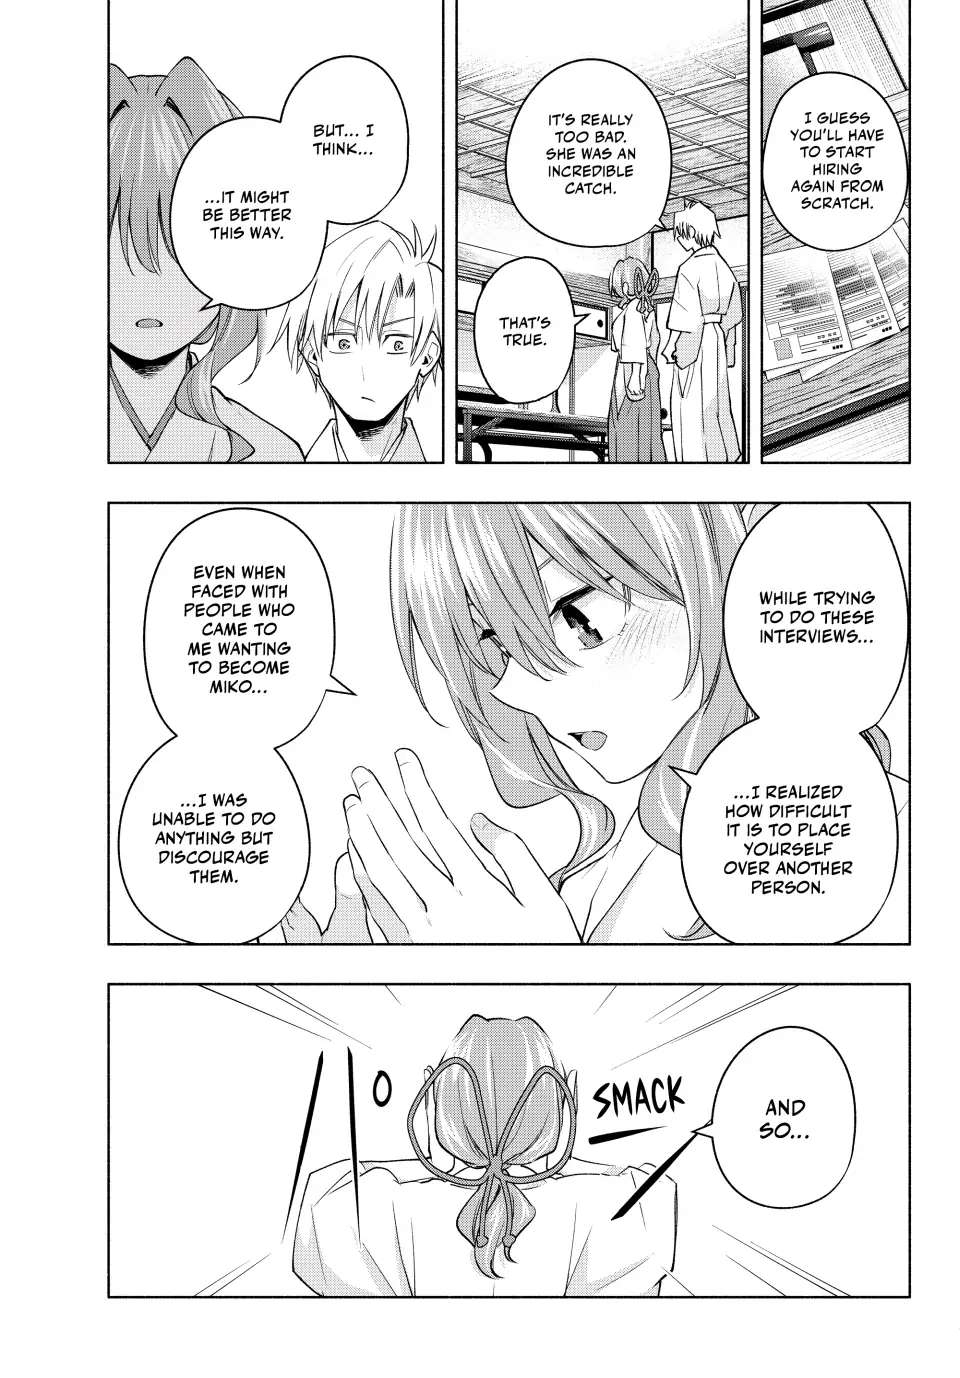 I GUESS
YOU'LL HAVE
TO START
HIRING
AGAIN FROM
SCRATCH.
IT'S REALLY
TOO BAD.
SHE WAS AN
INCREDIBLE
CATCH.
THAT'S
TRUE.
BUT... I
THINK...
...IT MIGHT
BE BETTER
THIS WAY.
WHILE TRYING
TO DO THESE
INTERVIEWS...
...I REALIZED
HOW DIFFICULT
IT IS TO PLACE
YOURSELF
OVER ANOTHER
PERSON.
EVEN WHEN
FACED WITH
PEOPLE WHO
CAME TO
ME WANTING
TO BECOME
MIKO...
...I WAS
UNABLE TO DO
ANYTHING BUT
DISCOURAGE
THEM.
AND
SO...
SMACK